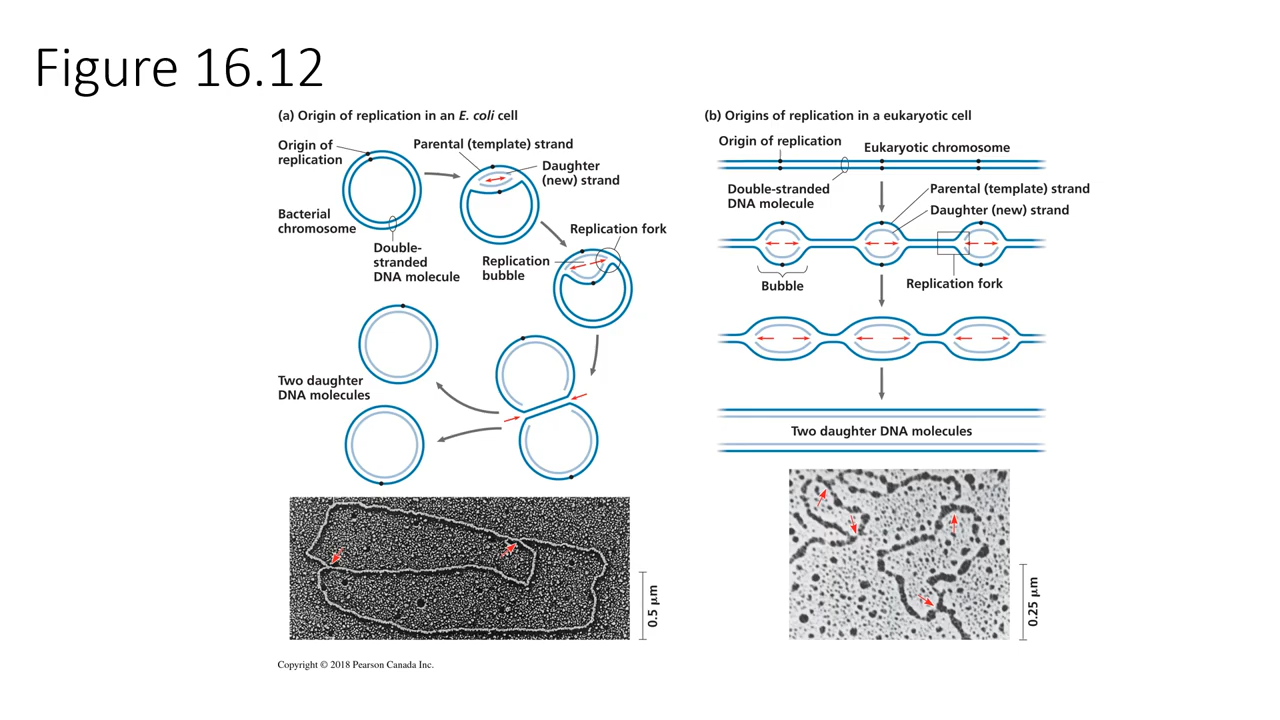 Figure 16.12
(a) Origin of replication in an E. coli cell
Origin of
replication
Parental (template) strand
Daughter
(new) strand
Bacterial
chromosome
Double-
stranded
DNA molecule
Replication fork
Replication
bubble
Two daughter
DNA molecules
0.5 μm
(b) Origins of replication in a eukaryotic cell
Origin of replication
Eukaryotic chromosome
Double-stranded
DNA molecule
Parental (template) strand
Daughter (new) strand
Bubble
Replication fork
Two daughter DNA molecules
0.25 μm
Copyright © 2018 Pearson Canada Inc.